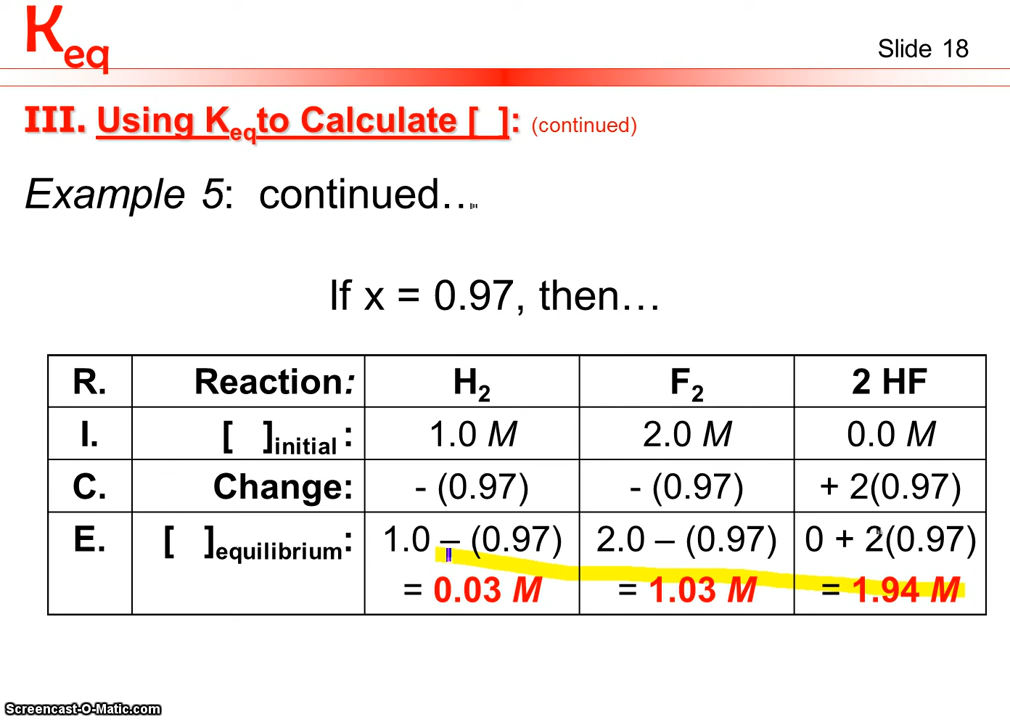 Keq
Slide 18
III. Using Keq to Calculate [ ]: (continued)
Example 5: continued…
If x = 0.97, then…
R. Reaction: H2 F2 2 HF
I. [ ]initial : 1.0 M 2.0 M 0.0 M
C. Change: - (0.97) - (0.97) + 2(0.97)
E. [ ]equilibrium: 1.0 – (0.97) 2.0 – (0.97) 0 + 2(0.97)
= 0.03 M = 1.03 M = 1.94 M
Screencast-O-Matic.com